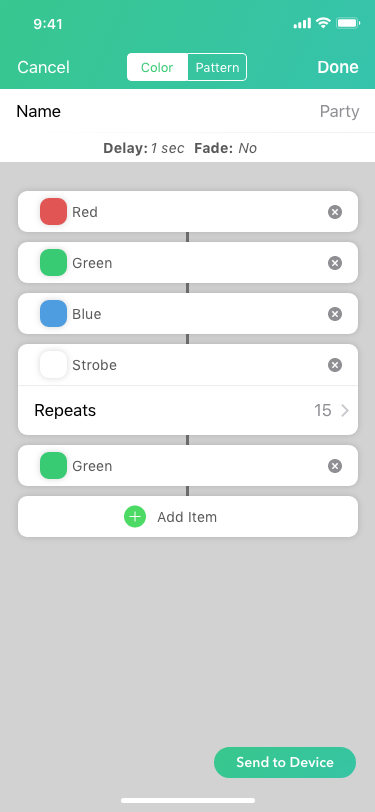 9:41
Cancel Color Pattern Done
Name Party
Delay: 1 sec Fade: No
Red
Green
Blue
Strobe
Repeats 15
Green
Add Item
Send to Device